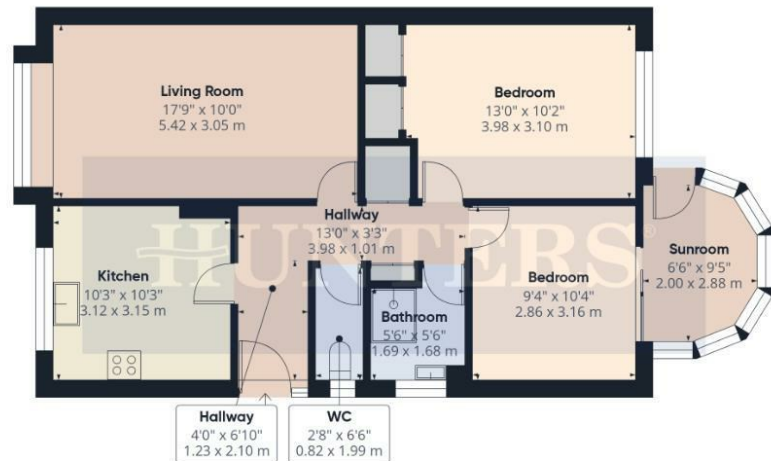 Living Room
17'9" x 10'0"
5.42 x 3.05 m
Bedroom
13'0" x 10'2"
3.98 x 3.10 m
Hallway
13'0" x 3'3"
3.98 x 1.01 m
HUNTERS®
Kitchen
10'3" x 10'3"
3.12 x 3.15 m
Bathroom
5'6" x 5'6"
1.69 x 1.68 m
Bedroom
9'4" x 10'4"
2.86 x 3.16 m
Sunroom
6'6" x 9'5"
2.00 x 2.88 m
Hallway
4'0" x 6'10"
1.23 x 2.10 m
WC
2'8" x 6'6"
0.82 x 1.99 m